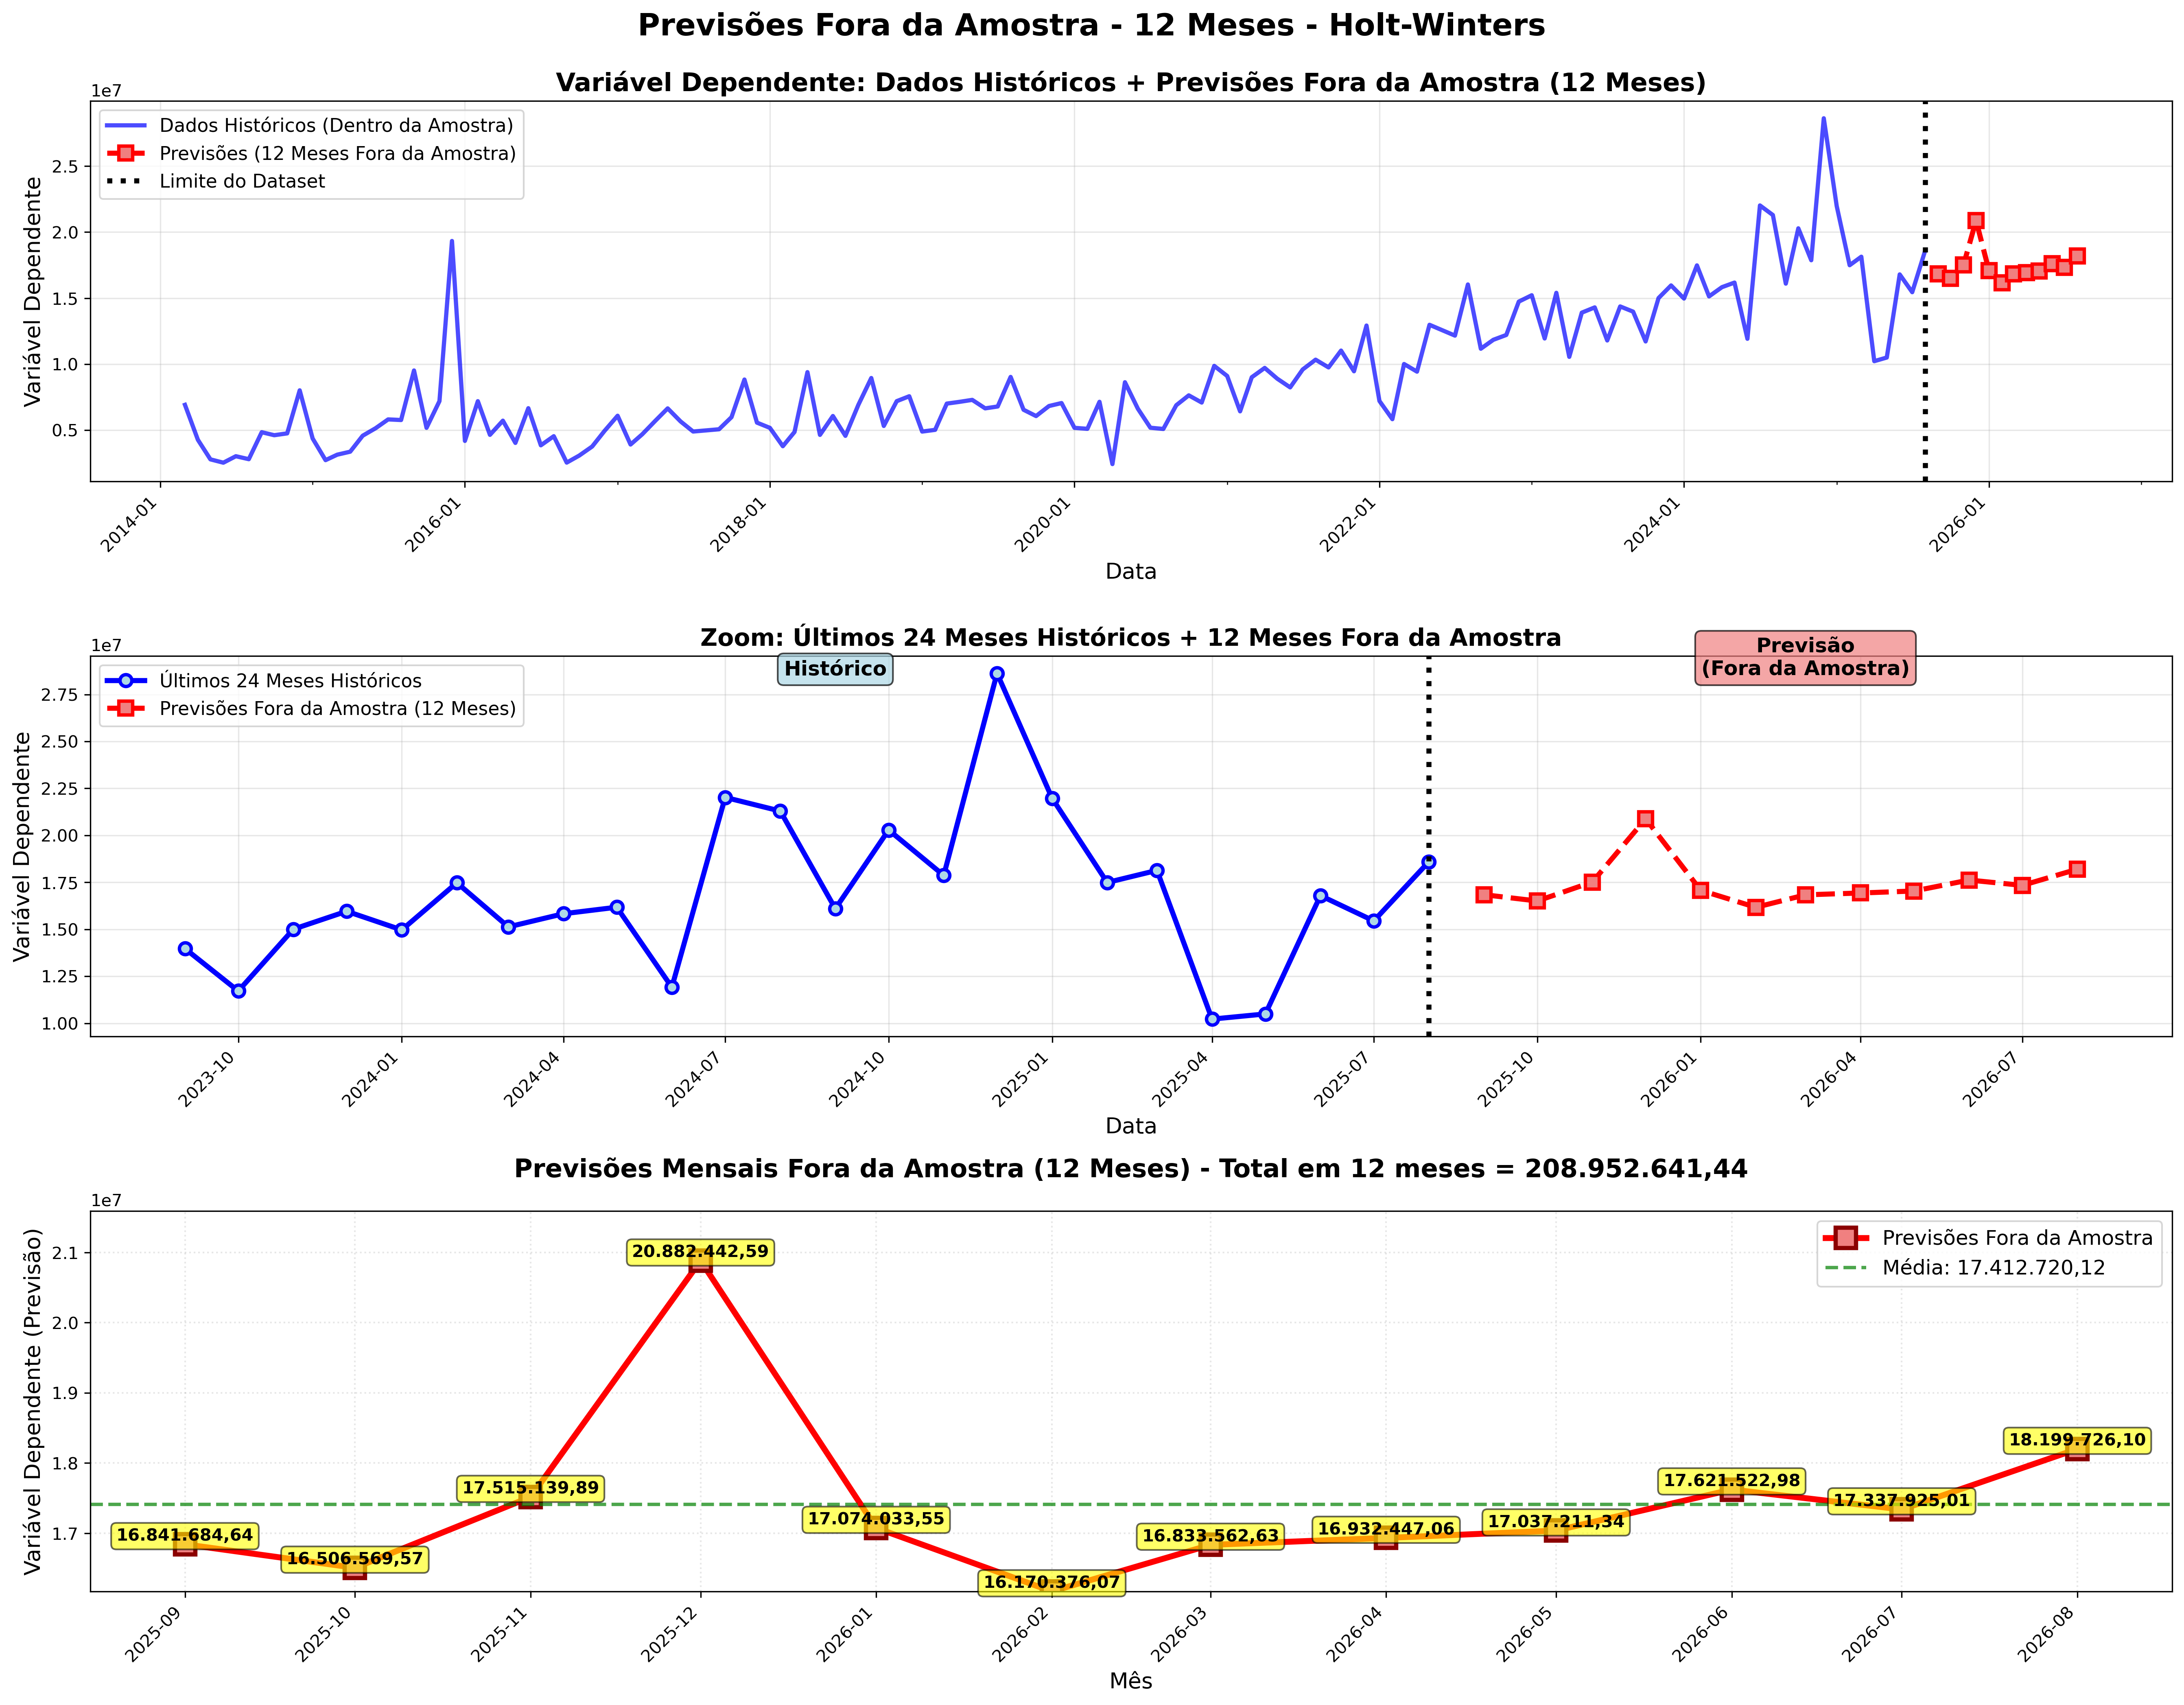 Previsões Fora da Amostra - 12 Meses - Holt-Winters
Variável Dependente: Dados Históricos + Previsões Fora da Amostra (12 Meses)
1e7
Dados Históricos (Dentro da Amostra)
Previsões (12 Meses Fora da Amostra)
Limite do Dataset
Variável Dependente
2.5
2.0
1.5
1.0
0.5
2014-01
2016-01
2018-01
2020-01
2022-01
2024-01
2026-01
Data
Zoom: Últimos 24 Meses Históricos + 12 Meses Fora da Amostra
1e7
Últimos 24 Meses Históricos
Previsões Fora da Amostra (12 Meses)
Histórico
Previsão
(Fora da Amostra)
Variável Dependente
2.75
2.50
2.25
2.00
1.75
1.50
1.25
1.00
2023-10
2024-01
2024-04
2024-07
2024-10
2025-01
2025-04
2025-07
2025-10
2026-01
2026-04
2026-07
Data
Previsões Mensais Fora da Amostra (12 Meses) - Total em 12 meses = 208.952.641,44
1e7
Previsões Fora da Amostra
Média: 17.412.720,12
Variável Dependente (Previsão)
2.1
2.0
1.9
1.8
1.7
16.841.684,64
16.506.569,57
17.515.139,89
20.882.442,59
17.074.033,55
16.170.376,07
16.833.562,63
16.932.447,06
17.037.211,34
17.621.522,98
17.337.925,01
18.199.726,10
2025-09
2025-10
2025-11
2025-12
2026-01
2026-02
2026-03
2026-04
2026-05
2026-06
2026-07
2026-08
Mês